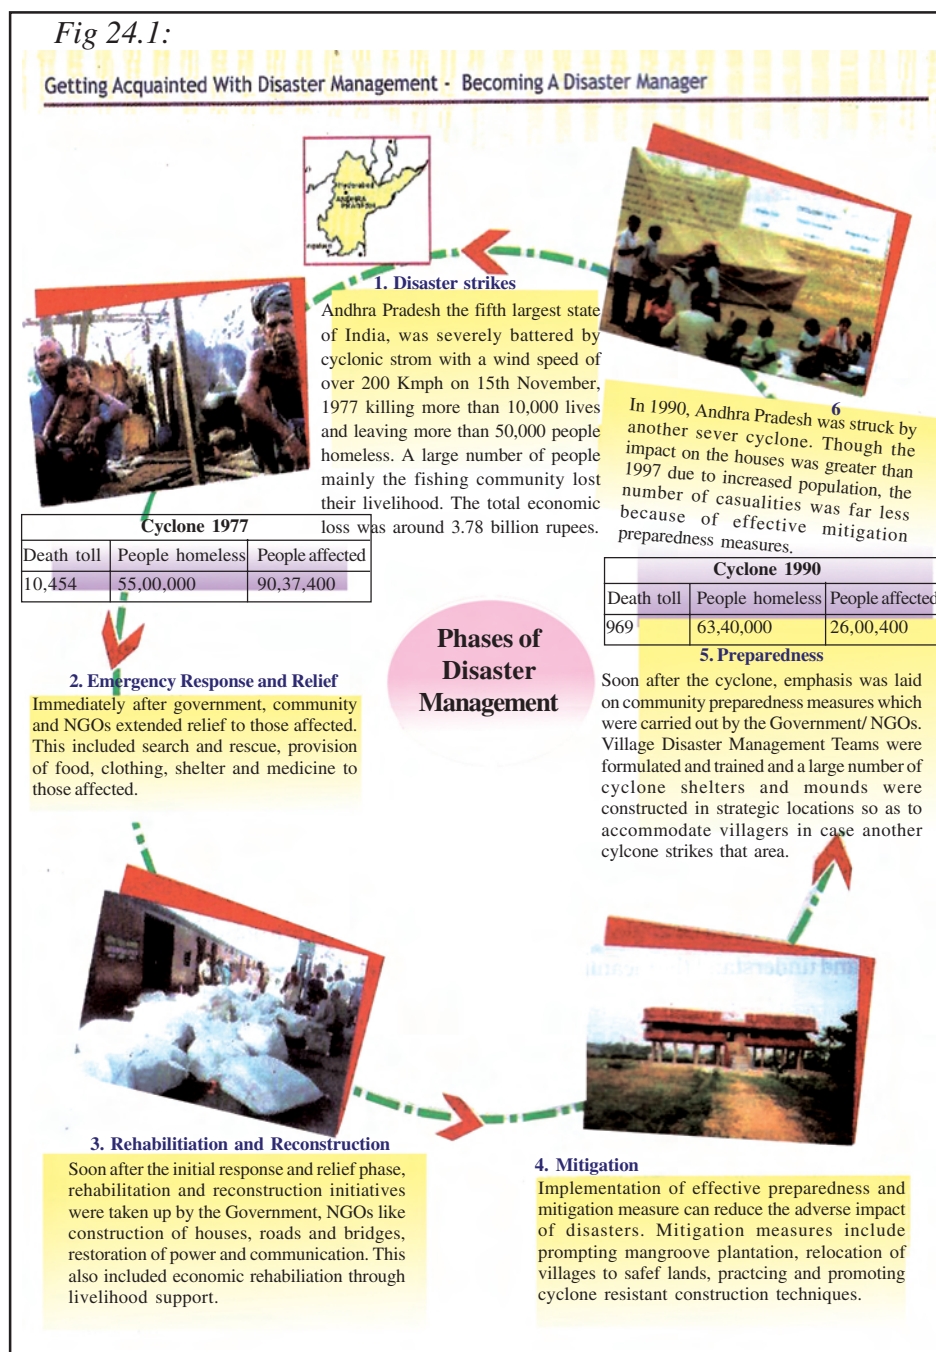 Fig 24.1:
Getting Acquainted With Disaster Management - Becoming A Disaster Manager
Hyderabad
ANDHRA
PRADESH
1. Disaster strikes
Andhra Pradesh the fifth largest state
of India, was severely battered by
cyclonic strom with a wind speed of
over 200 Kmph on 15th November,
1977 killing more than 10,000 lives
and leaving more than 50,000 people
homeless. A large number of people
mainly the fishing community lost
their livelihood. The total economic
loss was around 3.78 billion rupees.
Cyclone 1977
Death toll People homeless People affected
10,454 55,00,000 90,37,400
2. Emergency Response and Relief
Immediately after government, community
and NGOs extended relief to those affected.
This included search and rescue, provision
of food, clothing, shelter and medicine to
those affected.
Phases of
Disaster
Management
3. Rehabilitiation and Reconstruction
Soon after the initial response and relief phase,
rehabilitation and reconstruction initiatives
were taken up by the Government, NGOs like
construction of houses, roads and bridges,
restoration of power and communication. This
also included economic rehabiliation through
livelihood support.
4. Mitigation
Implementation of effective preparedness and
mitigation measure can reduce the adverse impact
of disasters. Mitigation measures include
prompting mangroove plantation, relocation of
villages to safef lands, practcing and promoting
cyclone resistant construction techniques.
5. Preparedness
Soon after the cyclone, emphasis was laid
on community preparedness measures which
were carried out by the Government/ NGOs.
Village Disaster Management Teams were
formulated and trained and a large number of
cyclone shelters and mounds were
constructed in strategic locations so as to
accommodate villagers in case another
cylcone strikes that area.
6
In 1990, Andhra Pradesh was struck by
another sever cyclone. Though the
impact on the houses was greater than
1997 due to increased population, the
number of casualities was far less
because of effective mitigation
preparedness measures.
Cyclone 1990
Death toll People homeless People affected
969 63,40,000 26,00,400